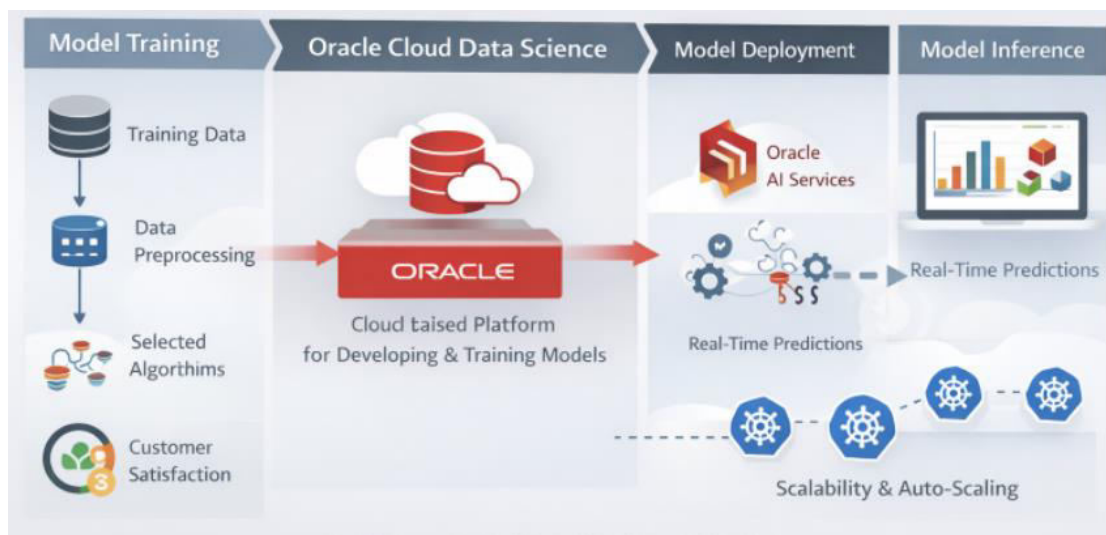 Model Training
Oracle Cloud Data Science
Model Deployment
Model Inference
Training Data
Data
Preprocessing
Selected
Algorthims
Customer
Satisfaction
ORACLE
Cloud taised Platform
for Developing & Training Models
Oracle
AI Services
Real-Time Predictions
Real-Time Predictions
Scalability & Auto-Scaling